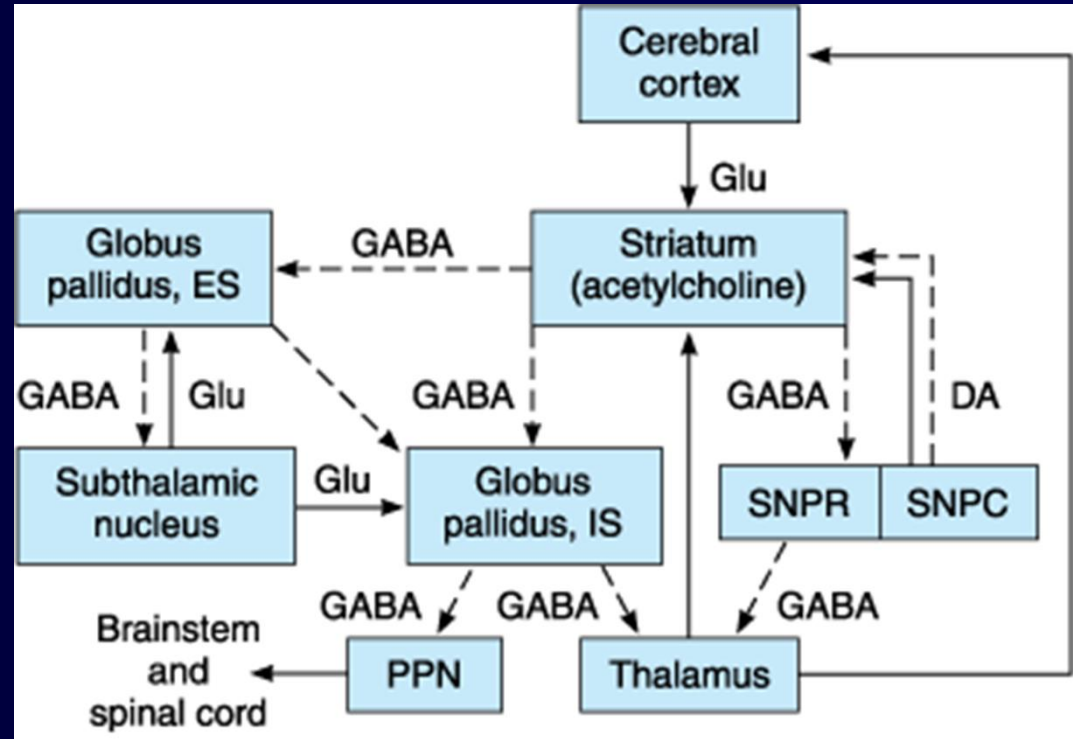 Cerebral
cortex
Glu
Globus
pallidus, ES
GABA
Striatum
(acetylcholine)
GABA
Glu
GABA
GABA
DA
Subthalamic
nucleus
Glu
Globus
pallidus, IS
SNPR
SNPC
GABA
GABA
GABA
Brainstem
and
spinal cord
PPN
Thalamus